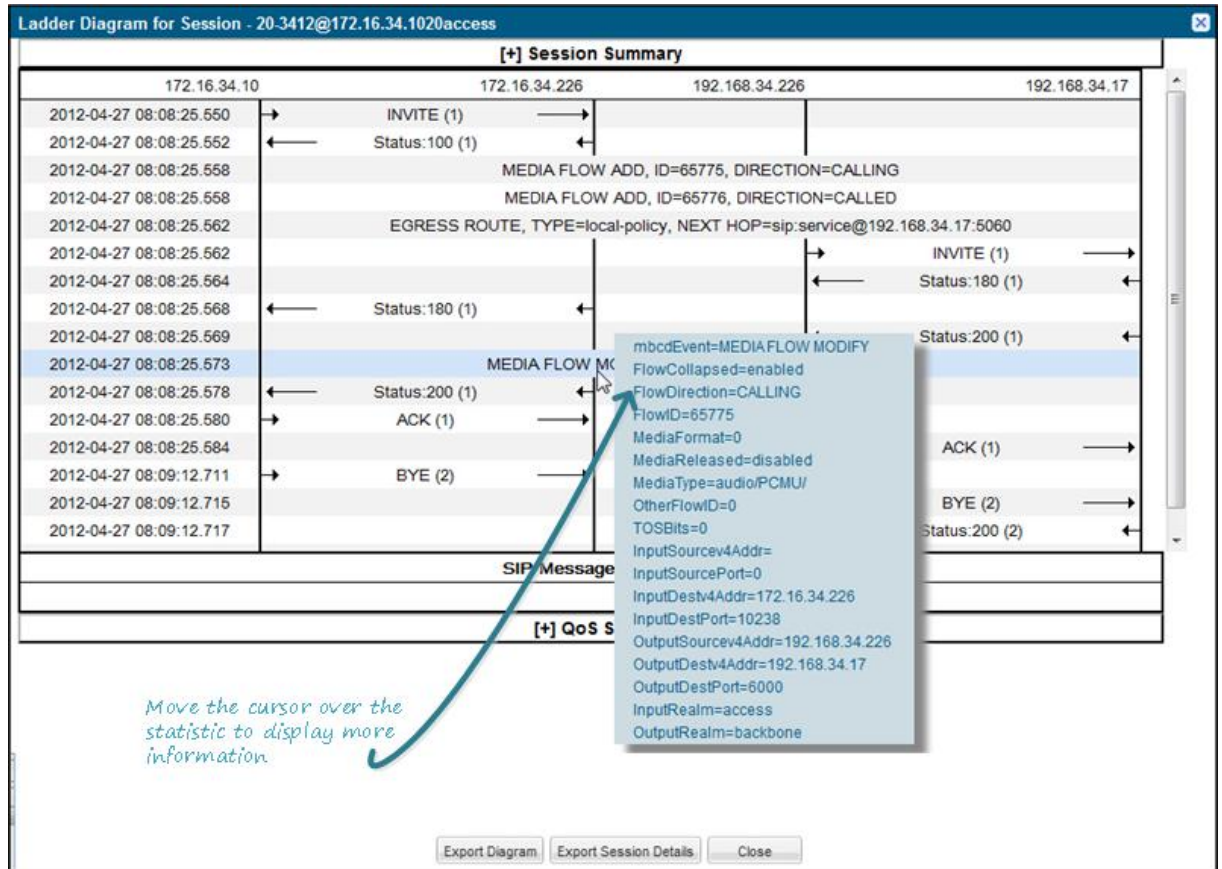 Ladder Diagram for Session - 20-3412@172.16.34.1020access
[+] Session Summary
172.16.34.10 172.16.34.226 192.168.34.226 192.168.34.17
2012-04-27 08:08:25.550 INVITE (1)
2012-04-27 08:08:25.552 Status:100 (1)
2012-04-27 08:08:25.558 MEDIA FLOW ADD, ID=65775, DIRECTION=CALLING
2012-04-27 08:08:25.558 MEDIA FLOW ADD, ID=65776, DIRECTION=CALLED
2012-04-27 08:08:25.562 EGRESS ROUTE, TYPE=local-policy, NEXT HOP=sip:service@192.168.34.17:5060
2012-04-27 08:08:25.562 INVITE (1)
2012-04-27 08:08:25.564 Status:180 (1)
2012-04-27 08:08:25.568 Status:180 (1)
2012-04-27 08:08:25.569 Status:200 (1)
2012-04-27 08:08:25.573 MEDIA FLOW
2012-04-27 08:08:25.578 Status:200 (1)
2012-04-27 08:08:25.580 ACK (1)
2012-04-27 08:08:25.584 ACK (1)
2012-04-27 08:09:12.711 BYE (2)
2012-04-27 08:09:12.715 BYE (2)
2012-04-27 08:09:12.717 Status:200 (2)
SIP Message
[+] QoS S
mbcdEvent=MEDIA FLOW MODIFY
FlowCollapsed=enabled
FlowDirection=CALLING
FlowID=65775
MediaFormat=0
MediaReleased=disabled
MediaType=audio/PCMU/
OtherFlowID=0
TOSBits=0
InputSourcev4Addr=
InputSourcePort=0
InputDestv4Addr=172.16.34.226
InputDestPort=10238
OutputSourcev4Addr=192.168.34.226
OutputDestv4Addr=192.168.34.17
OutputDestPort=6000
InputRealm=access
OutputRealm=backbone
Move the cursor over the
statistic to display more
information
Export Diagram Export Session Details Close